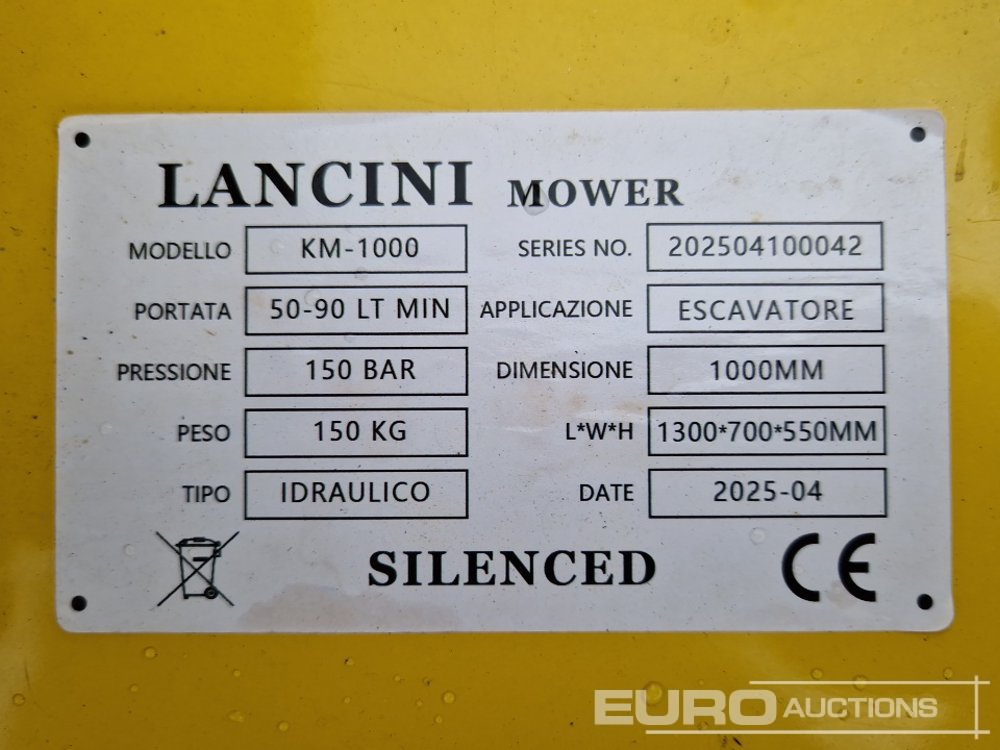 LANCINI MOWER
MODELLO KM-1000 SERIES NO. 202504100042
PORTATA 50-90 LT MIN APPLICAZIONE ESCAVATORE
PRESSIONE 150 BAR DIMENSIONE 1000MM
PESO 150 KG L*W*H 1300*700*550MM
TIPO IDRAULICO DATE 2025-04
SILENCED CE
EURO AUCTIONS